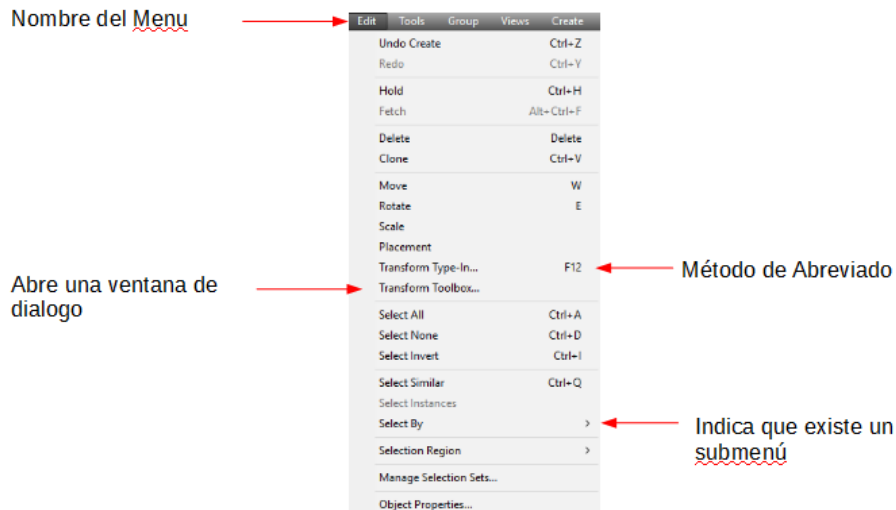 Nombre del Menu
Edit Tools Group Views Create
Undo Create Ctrl+Z
Redo Ctrl+Y
Hold Ctrl+H
Fetch Alt+Ctrl+F
Delete Delete
Clone Ctrl+V
Move W
Rotate E
Scale
Placement
Transform Type-In... F12
Método de Abreviado
Abre una ventana de
dialogo
Transform Toolbox...
Select All Ctrl+A
Select None Ctrl+D
Select Invert Ctrl+I
Select Similar Ctrl+Q
Select Instances
Select By >
Indica que existe un
submenú
Selection Region >
Manage Selection Sets...
Object Properties...